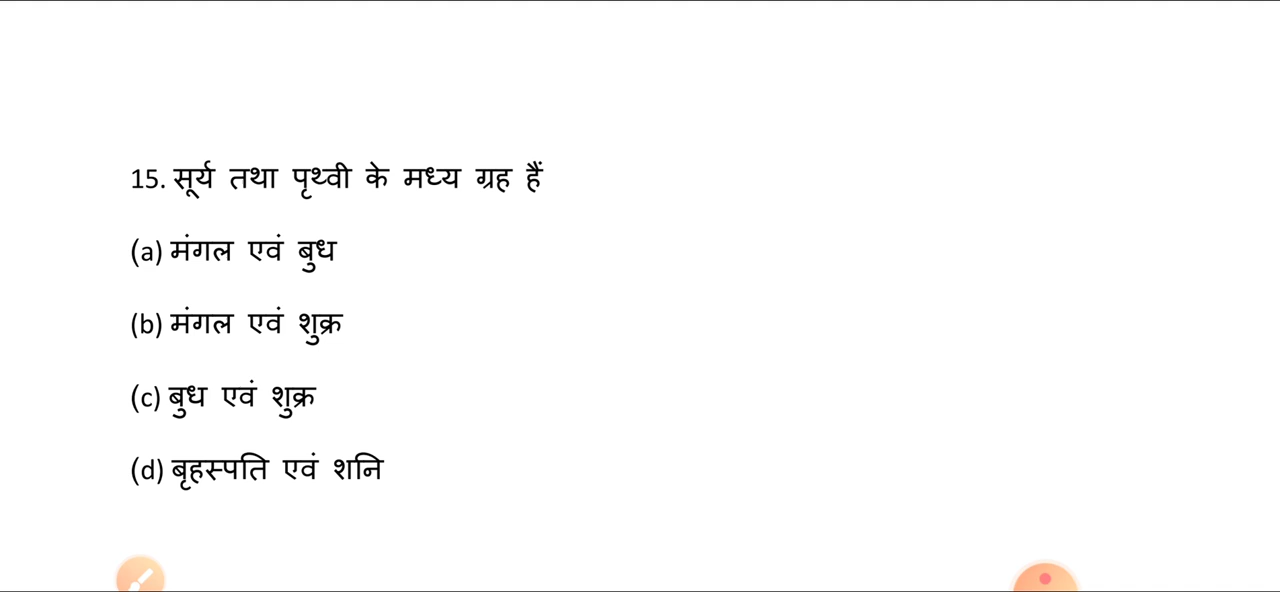 15. सूर्य तथा पृथ्वी के मध्य ग्रह हैं
(a) मंगल एवं बुध
(b) मंगल एवं शुक्र
(c) बुध एवं शुक्र
(d) बृहस्पति एवं शनि